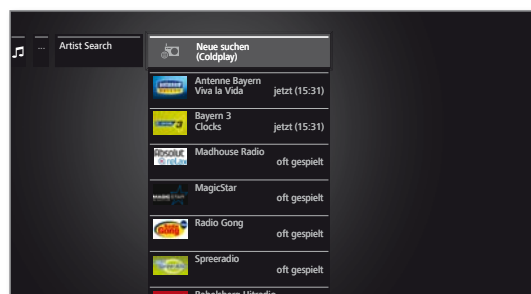 ...
Artist Search
Neue suchen
(Coldplay)
Antenne Bayern
Viva la Vida jetzt (15:31)
Bayern 3
Clocks jetzt (15:31)
Madhouse Radio
oft gespielt
MagicStar
oft gespielt
Radio Gong
oft gespielt
Spreeradio
oft gespielt